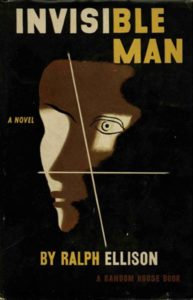 INVISIBLE
MAN
A NOVEL
BY RALPH ELLISON
A RANDOM HOUSE BOOK